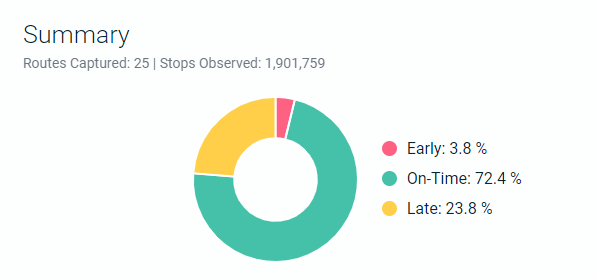 Summary
Routes Captured: 25 | Stops Observed: 1,901,759
Early: 3.8 %
On-Time: 72.4 %
Late: 23.8 %